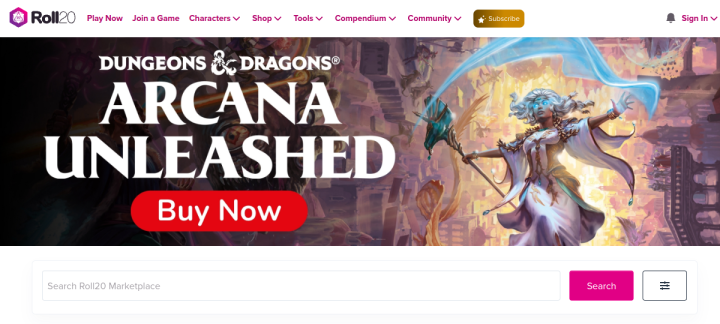 Roll20 Play Now Join a Game Characters Shop Tools Compendium Community Subscribe Sign In
DUNGEONS & DRAGONS®
ARCANA
UNLEASHED
Buy Now
Search Roll20 Marketplace Search